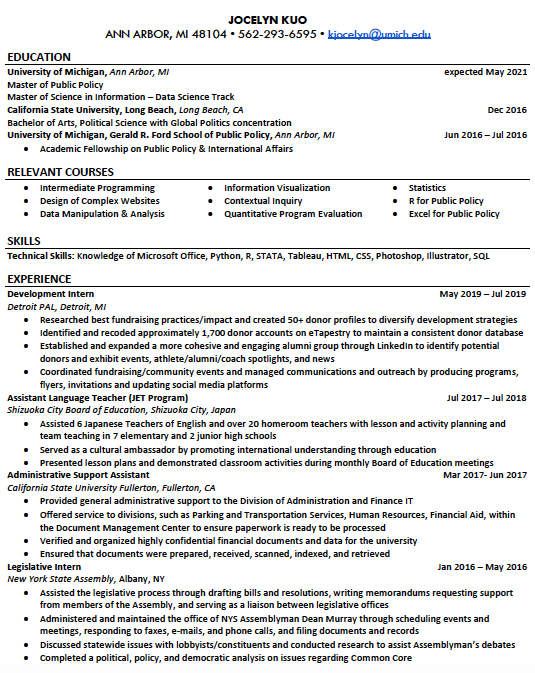 JOCELYN KUO
ANN ARBOR, MI 48104 • 562-293-6595 • kjocelyn@umich.edu
EDUCATION
University of Michigan, Ann Arbor, MI expected May 2021
Master of Public Policy
Master of Science in Information – Data Science Track
California State University, Long Beach, Long Beach, CA Dec 2016
Bachelor of Arts, Political Science with Global Politics concentration
University of Michigan, Gerald R. Ford School of Public Policy, Ann Arbor, MI Jun 2016 – Jul 2016
• Academic Fellowship on Public Policy & International Affairs
RELEVANT COURSES
• Intermediate Programming • Information Visualization • Statistics
• Design of Complex Websites • Contextual Inquiry • R for Public Policy
• Data Manipulation & Analysis • Quantitative Program Evaluation • Excel for Public Policy
SKILLS
Technical Skills: Knowledge of Microsoft Office, Python, R, STATA, Tableau, HTML, CSS, Photoshop, Illustrator, SQL
EXPERIENCE
Development Intern May 2019 – Jul 2019
Detroit PAL, Detroit, MI
• Researched best fundraising practices/impact and created 50+ donor profiles to diversify development strategies
• Identified and recoded approximately 1,700 donor accounts on eTapestry to maintain a consistent donor database
• Established and expanded a more cohesive and engaging alumni group through LinkedIn to identify potential
donors and exhibit events, athlete/alumni/coach spotlights, and news
• Coordinated fundraising/community events and managed communications and outreach by producing programs,
flyers, invitations and updating social media platforms
Assistant Language Teacher (JET Program) Jul 2017 – Jul 2018
Shizuoka City Board of Education, Shizuoka City, Japan
• Assisted 6 Japanese Teachers of English and over 20 homeroom teachers with lesson and activity planning and
team teaching in 7 elementary and 2 junior high schools
• Served as a cultural ambassador by promoting international understanding through education
• Presented lesson plans and demonstrated classroom activities during monthly Board of Education meetings
Administrative Support Assistant Mar 2017- Jun 2017
California State University Fullerton, Fullerton, CA
• Provided general administrative support to the Division of Administration and Finance IT
• Offered service to divisions, such as Parking and Transportation Services, Human Resources, Financial Aid, within
the Document Management Center to ensure paperwork is ready to be processed
• Verified and organized highly confidential documents and data for the university
• Ensured that documents were prepared, received, scanned, indexed, and retrieved
Legislative Intern Jan 2016 – May 2016
New York State Assembly, Albany, NY
• Assisted the legislative process through drafting bills and resolutions, writing memorandums requesting support
from members of the Assembly, and serving as a liaison between legislative offices
• Administered and maintained the office of NYS Assemblyman Dean Murray through scheduling events and
meetings, responding to faxes, e-mails, and phone calls, and filing documents and records
• Discussed statewide issues with lobbyists/constituents and conducted research to assist Assemblyman's debates
• Completed a political, policy, and demographic analysis on issues regarding Common Core